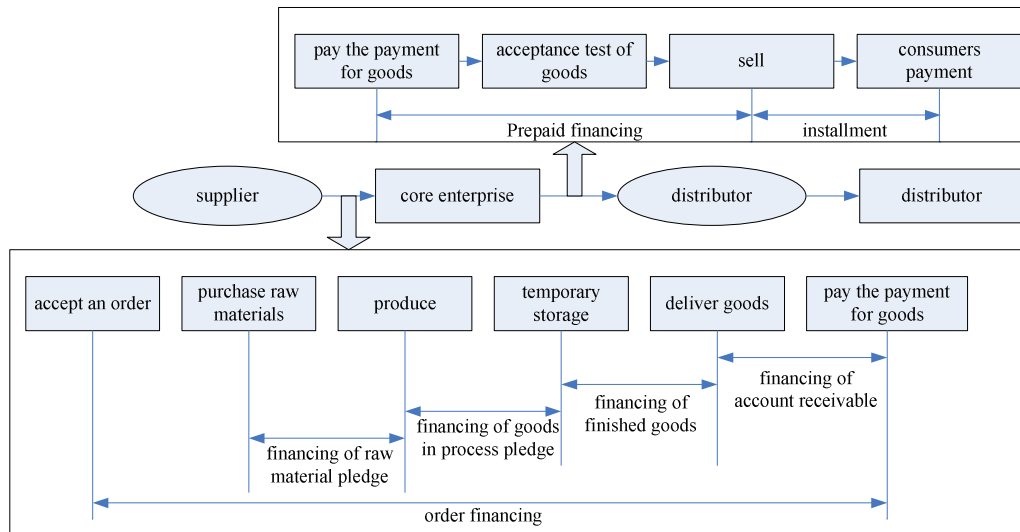 pay the payment
for goods
acceptance test of
goods
sell
consumers
payment
Prepaid financing
installment
supplier
core enterprise
distributor
distributor
accept an order
purchase raw
materials
produce
temporary
storage
deliver goods
pay the payment
for goods
financing of
account receivable
financing of
finished goods
financing of goods
in process pledge
financing of raw
material pledge
order financing